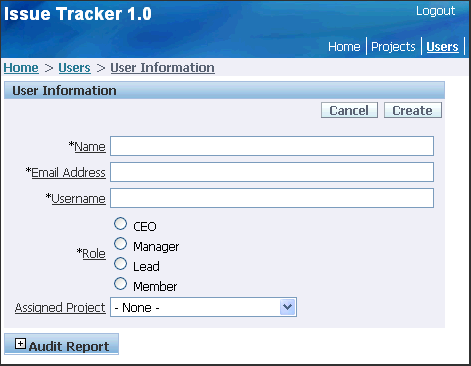 Issue Tracker 1.0
Logout
Home Projects Users
Home > Users > User Information
User Information
Cancel Create
*Name
*Email Address
*Username
*Role
CEO
Manager
Lead
Member
Assigned Project - None -
Audit Report